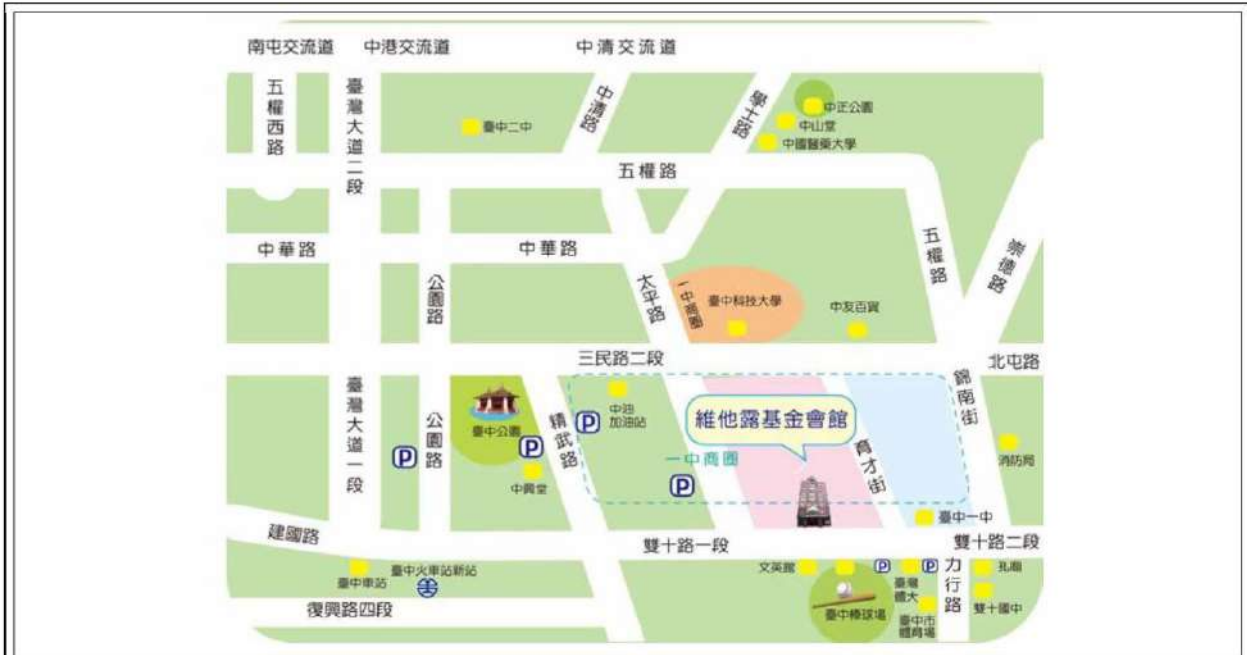 南屯交流道 中港交流道 中清交流道
五權西路
臺灣大道二段
臺中二中
中清路
學士路
中正公園
中山堂
中國醫藥大學
五權路
中華路
中華路
五權路
崇德路
公園路
太平路
一中商圈
臺中科技大學
中友百貨
三民路二段
北屯路
臺灣大道一段
公園路
臺中公園
精武路
中油
加油站
維他露基金會館
錦南街
P
P
P
中興堂
一中商圈
P
育才街
消防局
臺中一中
建國路
雙十路一段
雙十路二段
臺中車站
臺中火車站新站
文英館
P
P
臺灣
體大
力行路
孔廟
復興路四段
臺中棒球場
臺中市
體育場
雙十國中